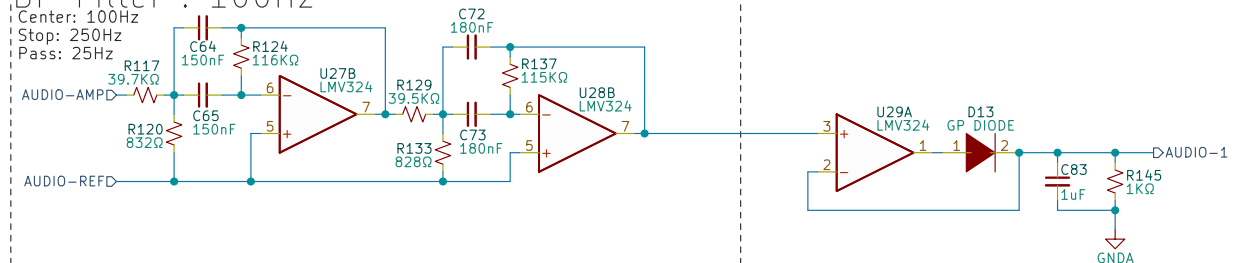 BP Filter : 100Hz
Center: 100Hz
Stop: 250Hz
Pass: 25Hz
C64
150nF
R124
116KΩ
R117
39.7KΩ
AUDIO-AMP
C65
150nF
R120
832Ω
AUDIO-REF
U27B
LMV324
6
5
7
−
+
C72
180nF
R137
115KΩ
R129
39.5KΩ
C73
180nF
R133
828Ω
U28B
LMV324
6
5
7
−
+
U29A
LMV324
3
2
1
+
−
D13
GP DIODE
1
2
AUDIO-1
C83
1uF
R145
1KΩ
GNDA